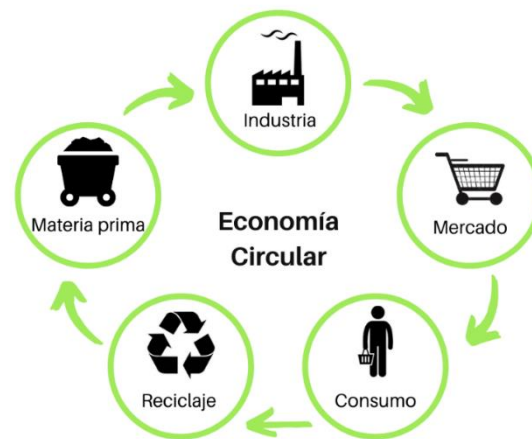 Industria
Materia prima
Mercado
Economía
Circular
Reciclaje
Consumo